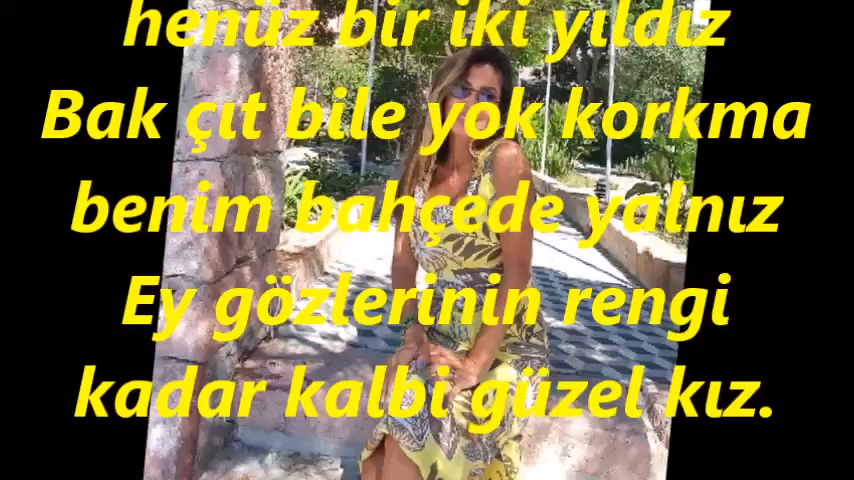 henüz bir iki yıldız
Bak çıt bile yok korkma
benim bahçede yalnız
Ey gözlerinin rengi
kadar kalbi güzel kız.